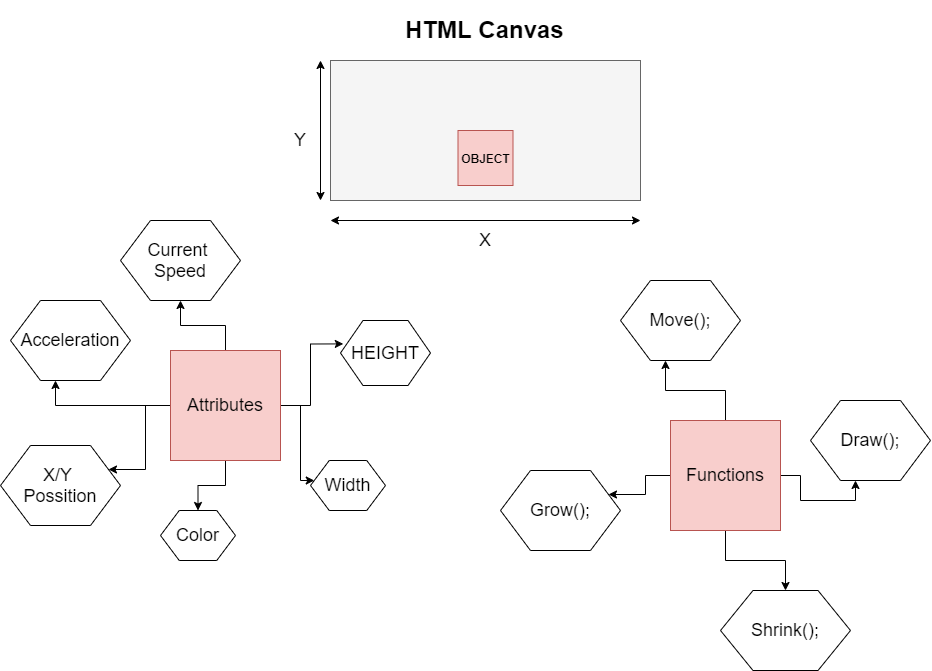 HTML Canvas
Y
OBJECT
X
Current
Speed
Acceleration
HEIGHT
Attributes
X/Y
Possition
Width
Color
Move();
Draw();
Functions
Grow();
Shrink();